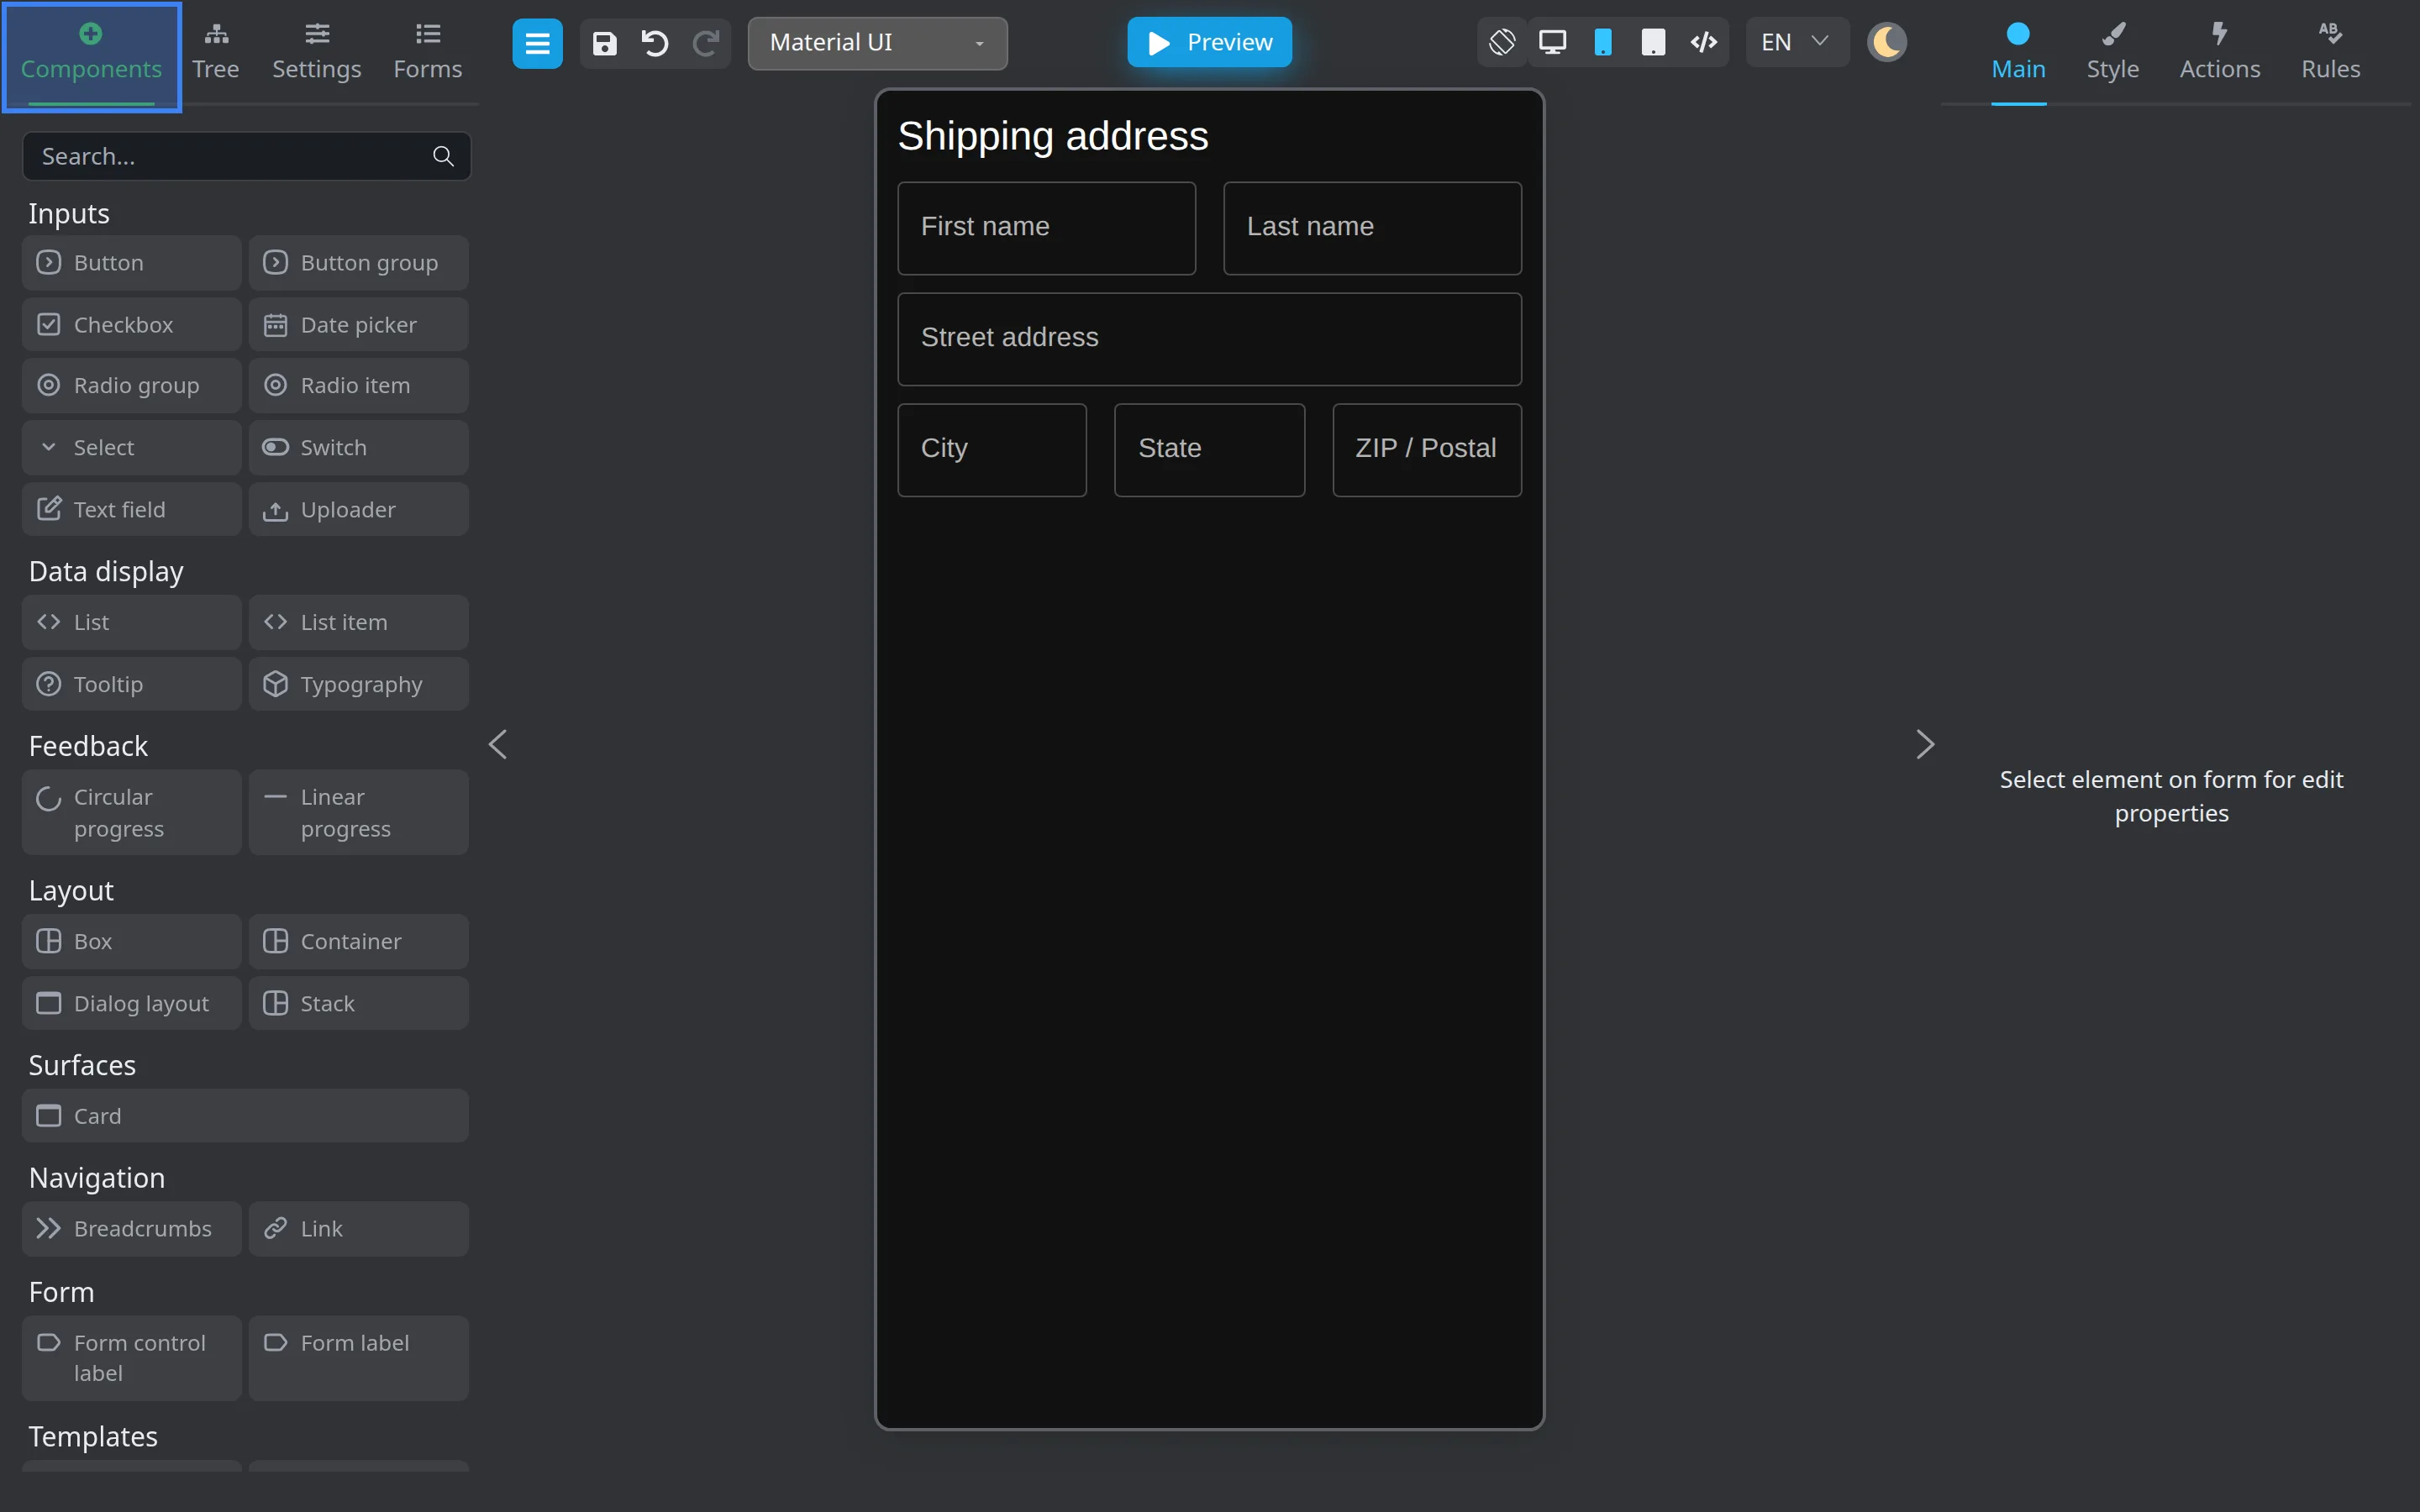 Components
Tree
Settings
Forms
Material UI
Preview
EN
Main
Style
Actions
AB
Rules
Search...
Inputs
Button
Button group
Checkbox
Date picker
Radio group
Radio item
Select
Switch
Text field
Uploader
Data display
List
List item
Tooltip
Typography
Feedback
Circular
progress
Linear
progress
Layout
Box
Container
Dialog layout
Stack
Surfaces
Card
Navigation
Breadcrumbs
Link
Form
Form control
label
Form label
Templates
Shipping address
First name
Last name
Street address
City
State
ZIP / Postal
Select element on form for edit
properties